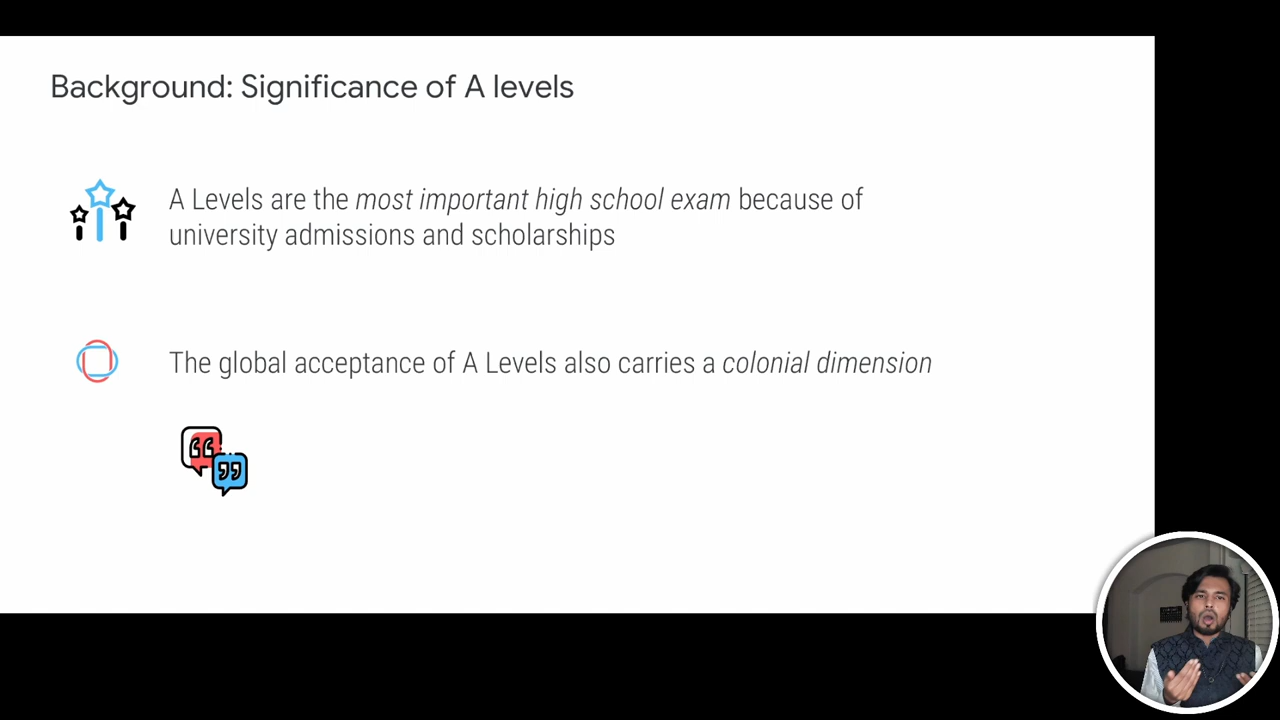 Background: Significance of A levels
A Levels are the most important high school exam because of
university admissions and scholarships
The global acceptance of A Levels also carries a colonial dimension